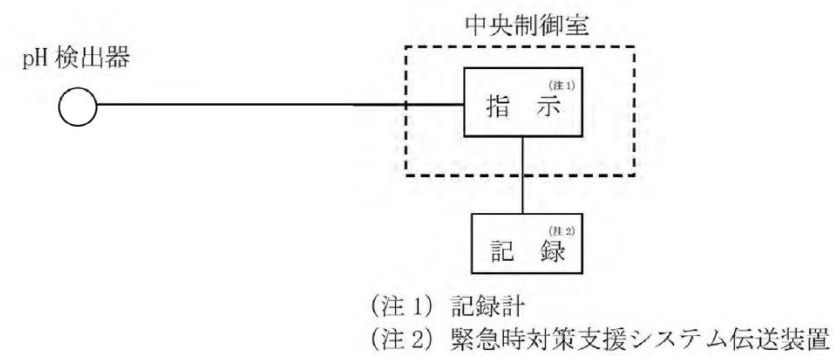 中央制御室
pH 検出器
指 示 (注1)
記 録 (注2)
(注 1) 記録計
(注 2) 緊急時対策支援システム伝送装置